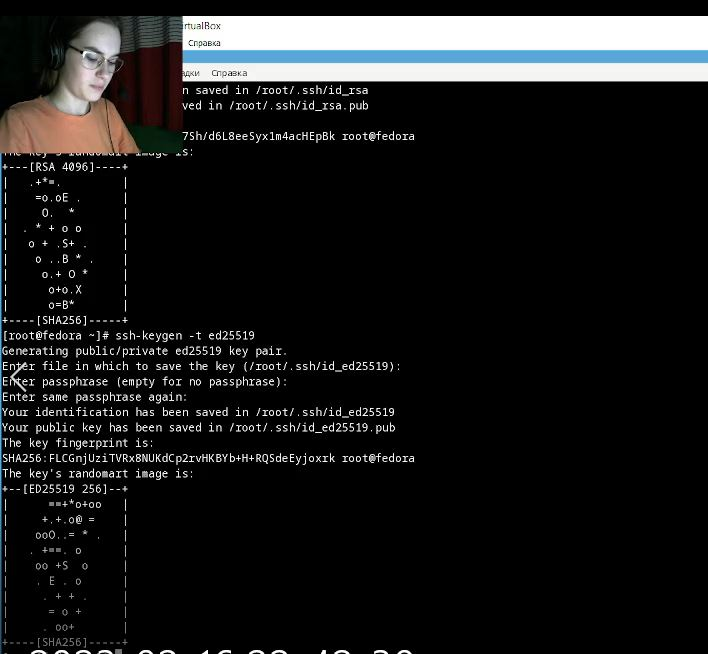 rtualBox
Справка
дки Справка
n saved in /root/.ssh/id_rsa
ved in /root/.ssh/id_rsa.pub
7Sh/d6L8eeSyx1m4acHEpBk root@fedora
The key's randomart image is:
+---[RSA 4096]----+
|   .+*=.         |
|    =o.oE .      |
|     O.  *       |
|  . * + o o      |
|   o + .S+ .     |
|    o ..B * .    |
|     o.+ O *     |
|      o+o.X      |
|      o=B*       |
+----[SHA256]-----+
[root@fedora ~]# ssh-keygen -t ed25519
Generating public/private ed25519 key pair.
Enter file in which to save the key (/root/.ssh/id_ed25519):
Enter passphrase (empty for no passphrase):
Enter same passphrase again:
Your identification has been saved in /root/.ssh/id_ed25519
Your public key has been saved in /root/.ssh/id_ed25519.pub
The key fingerprint is:
SHA256:FLCGnjUziTVRx8NUKdCp2rvHKBYb+H+RQSdeEyjoxrk root@fedora
The key's randomart image is:
+--[ED25519 256]--+
|      ==+*o+oo   |
|     +.+.o@ =    |
|    ooO..= * .   |
|   . +==. o      |
|    oo +S  o     |
|    . E . o      |
|     . + + .     |
|      = o +      |
|     . oo+       |
+----[SHA256]-----+